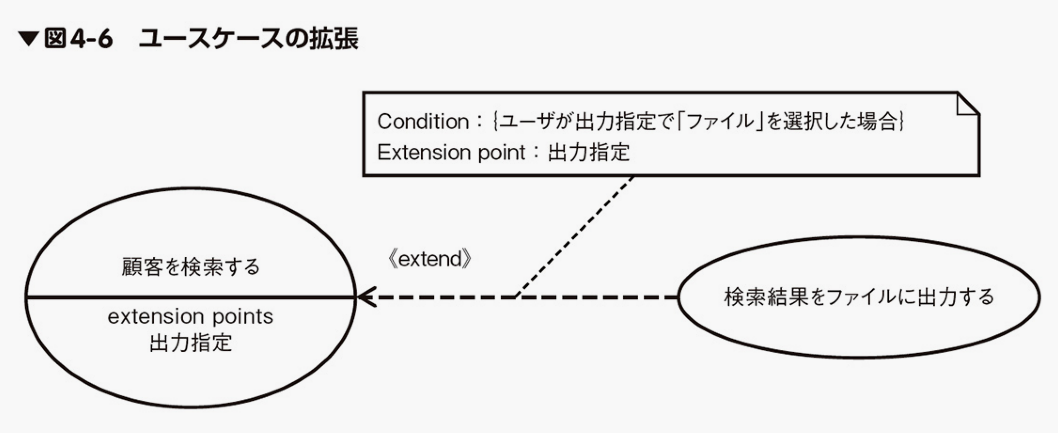 ▼図4-6　ユースケースの拡張
Condition：{ユーザが出力指定で「ファイル」を選択した場合}
Extension point：出力指定
《extend》
顧客を検索する
extension points
出力指定
検索結果をファイルに出力する